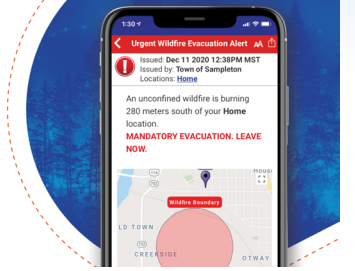 1:30
Urgent Wildfire Evacuation Alert AA
Issued: Dec 11 2020 12:38PM MST
Issued by: Town of Sampleton
Locations: Home
An unconfined wildfire is burning
280 meters south of your Home
location.
MANDATORY EVACUATION. LEAVE
NOW.
Wildfire Boundary
LD TOWN
CREEKSIDE
OTWAY